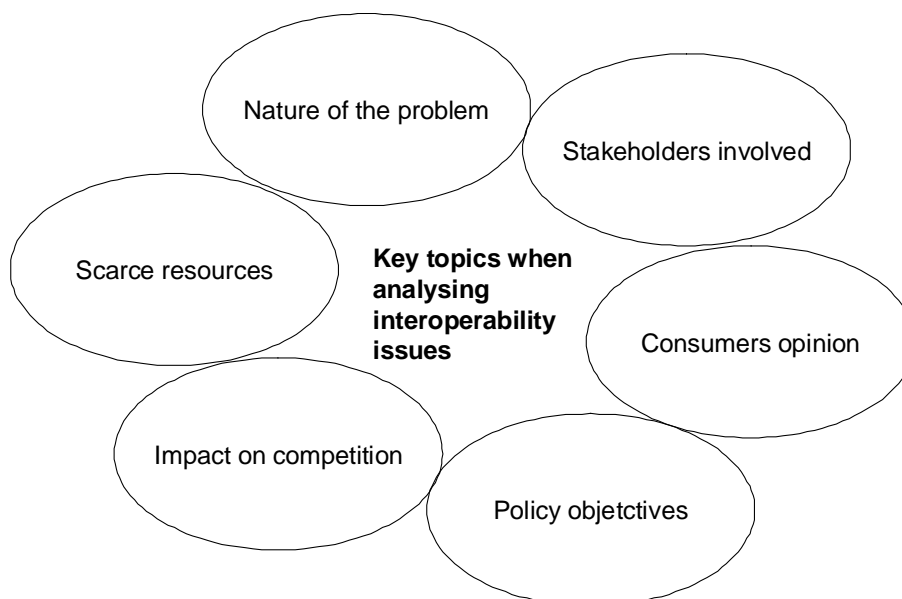 Nature of the problem
Stakeholders involved
Scarce resources
Key topics when
analysing
interoperability
issues
Consumers opinion
Impact on competition
Policy objetctives